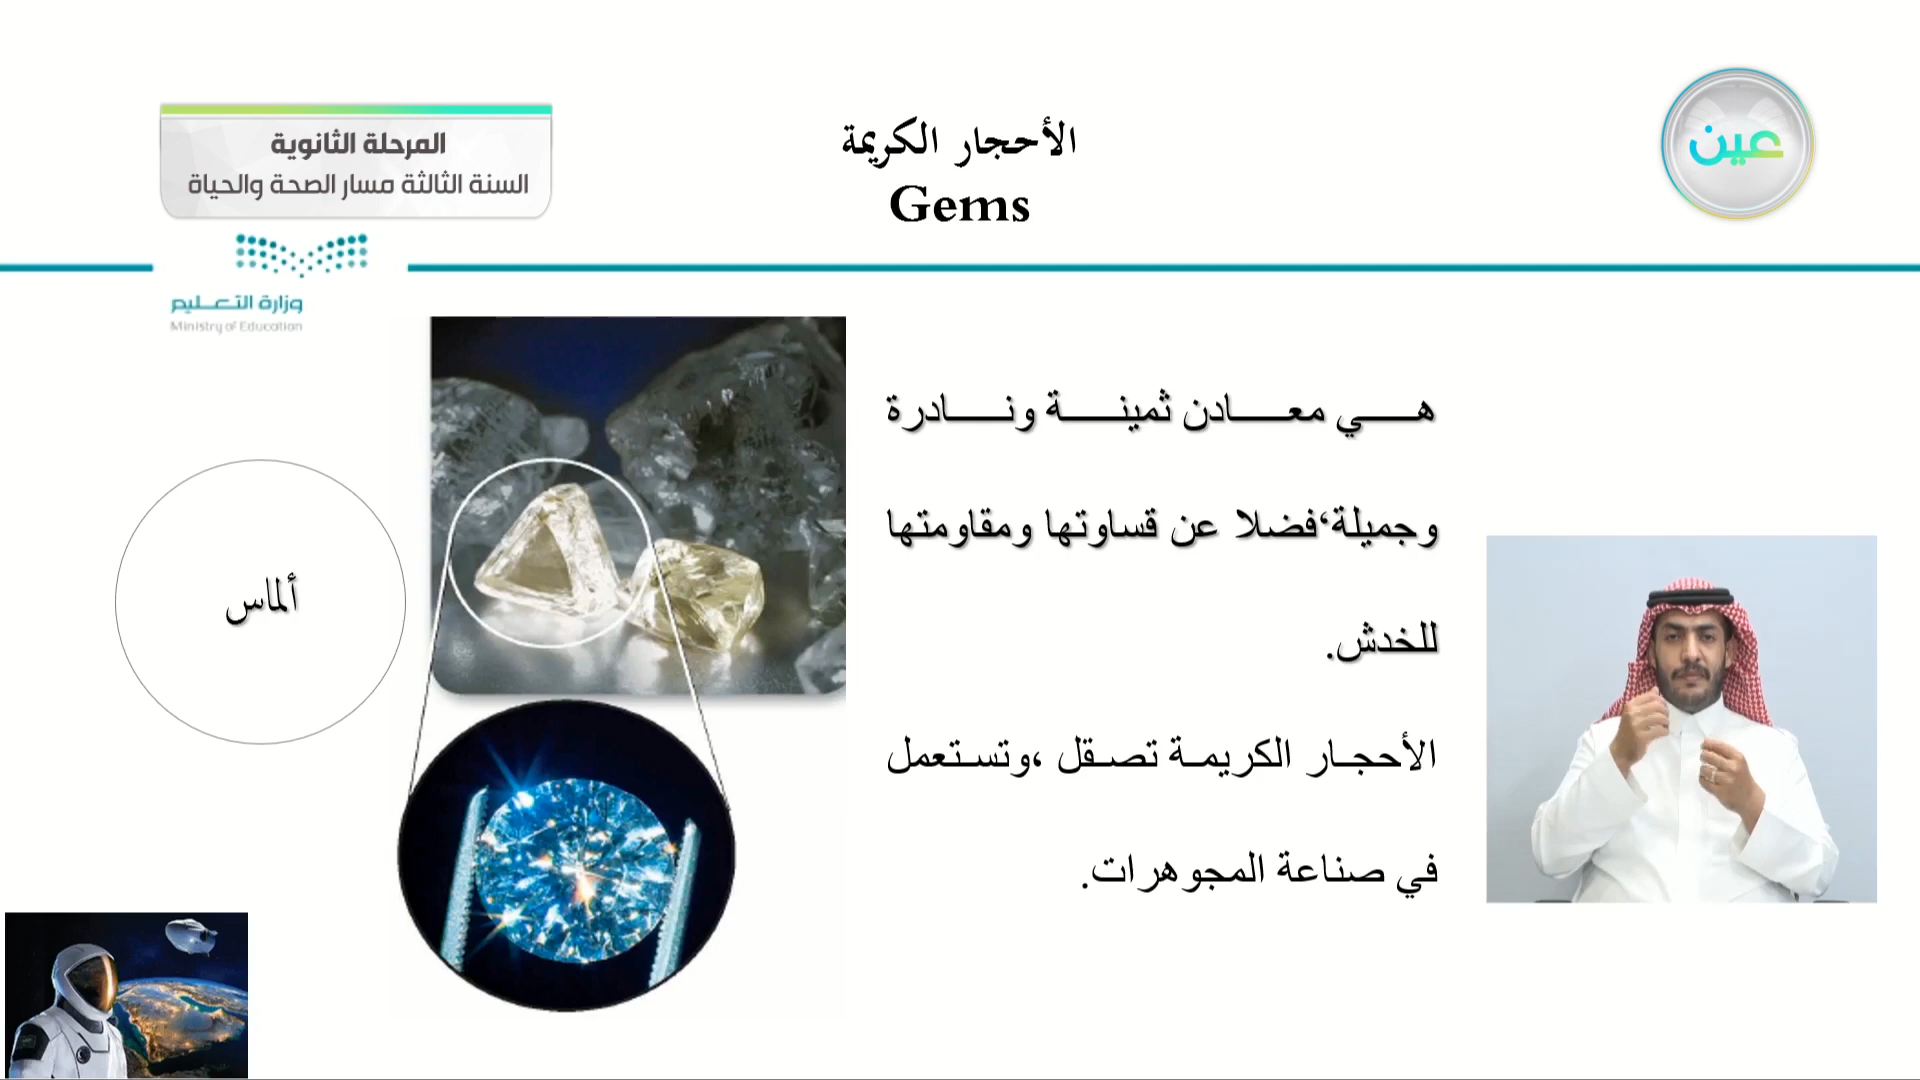 الأحجار الكريمة
Gems
عين
المرحلة الثانوية
السنة الثالثة مسار الصحة والحياة
وزارة التعليم
Ministry of Education
هي معادن ثمينة ونادرة
وجميلة،فضلا عن قساوتها ومقاومتها
للخدش.
الأحجار الكريمة تصقل ،وتستعمل
في صناعة المجوهرات.
ألماس